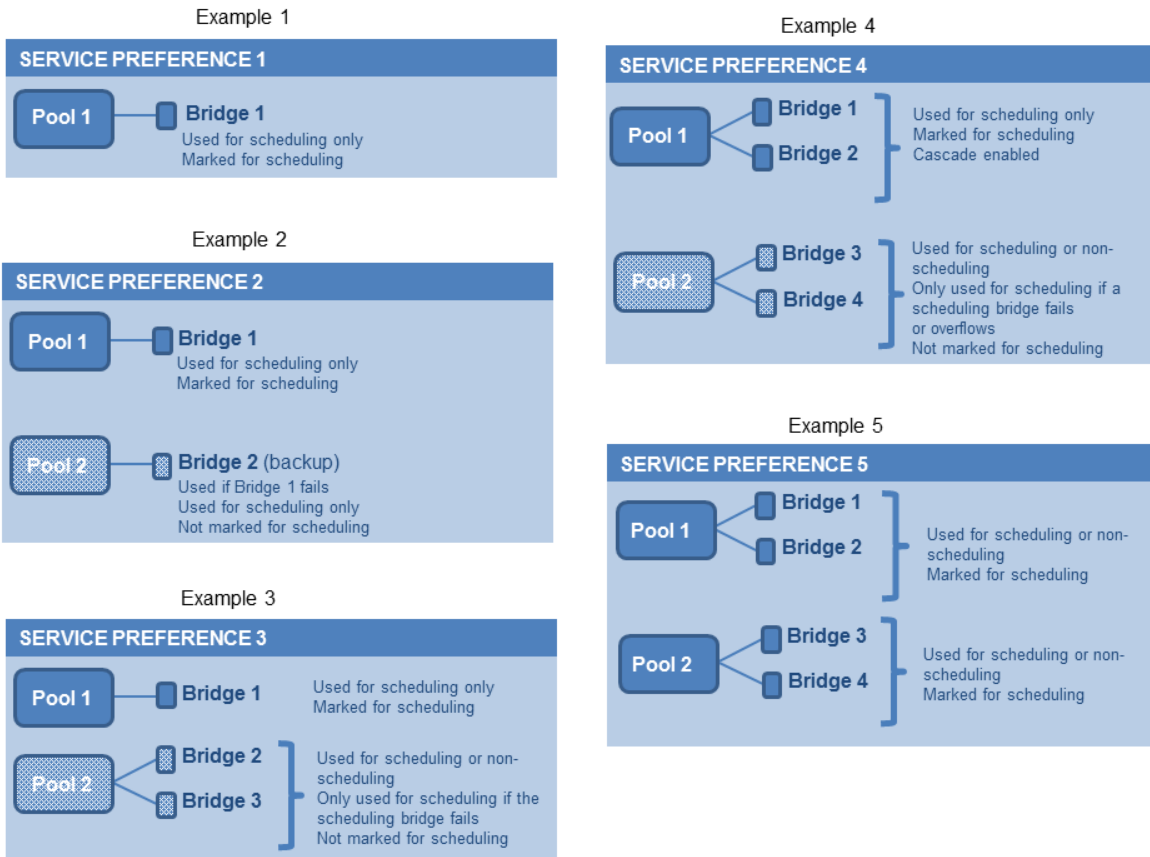 Example 1
SERVICE PREFERENCE 1
Pool 1
Bridge 1
Used for scheduling only
Marked for scheduling
Example 2
SERVICE PREFERENCE 2
Pool 1
Bridge 1
Used for scheduling only
Marked for scheduling
Pool 2
Bridge 2 (backup)
Used if Bridge 1 fails
Used for scheduling only
Not marked for scheduling
Example 3
SERVICE PREFERENCE 3
Pool 1
Bridge 1
Used for scheduling only
Marked for scheduling
Pool 2
Bridge 2
Bridge 3
Used for scheduling or non-
scheduling
Only used for scheduling if the
scheduling bridge fails
Not marked for scheduling
Example 4
SERVICE PREFERENCE 4
Pool 1
Bridge 1
Bridge 2
Used for scheduling only
Marked for scheduling
Cascade enabled
Pool 2
Bridge 3
Bridge 4
Used for scheduling or non-
scheduling
Only used for scheduling if a
scheduling bridge fails
or overflows
Not marked for scheduling
Example 5
SERVICE PREFERENCE 5
Pool 1
Bridge 1
Bridge 2
Used for scheduling or non-
scheduling
Marked for scheduling
Pool 2
Bridge 3
Bridge 4
Used for scheduling or non-
scheduling
Marked for scheduling